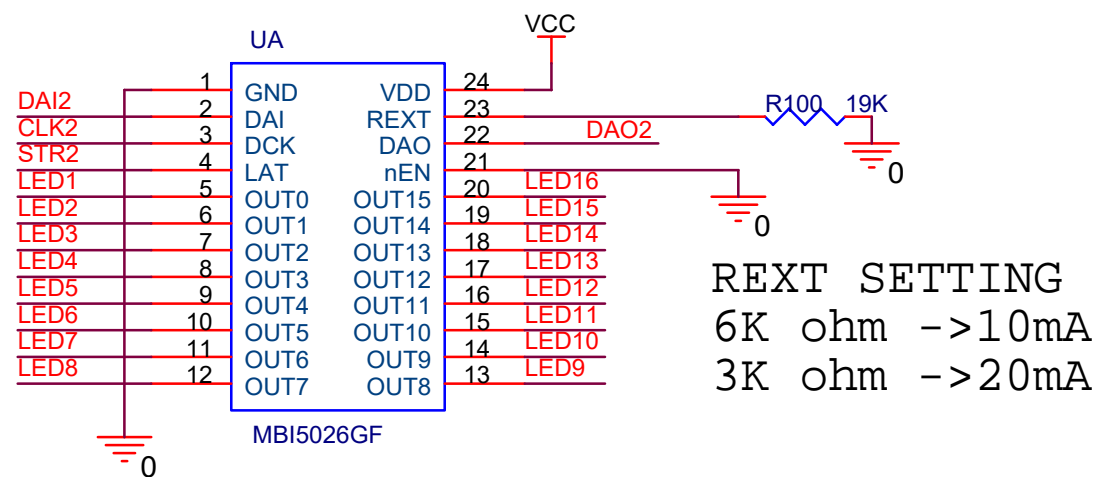 VCC
UA
1 GND VDD 24
DAI2 2 DAI REXT 23 R100 19K
CLK2 3 DCK DAO 22 DAO2
STR2 4 LAT nEN 21
0
LED1 5 OUT0 OUT15 20 LED16
LED2 6 OUT1 OUT14 19 LED15
0
LED3 7 OUT2 OUT13 18 LED14
LED4 8 OUT3 OUT12 17 LED13
LED5 9 OUT4 OUT11 16 LED12
LED6 10 OUT5 OUT10 15 LED11
LED7 11 OUT6 OUT9 14 LED10
LED8 12 OUT7 OUT8 13 LED9
REXT SETTING
6K ohm ->10mA
3K ohm ->20mA
MBI5026GF
0